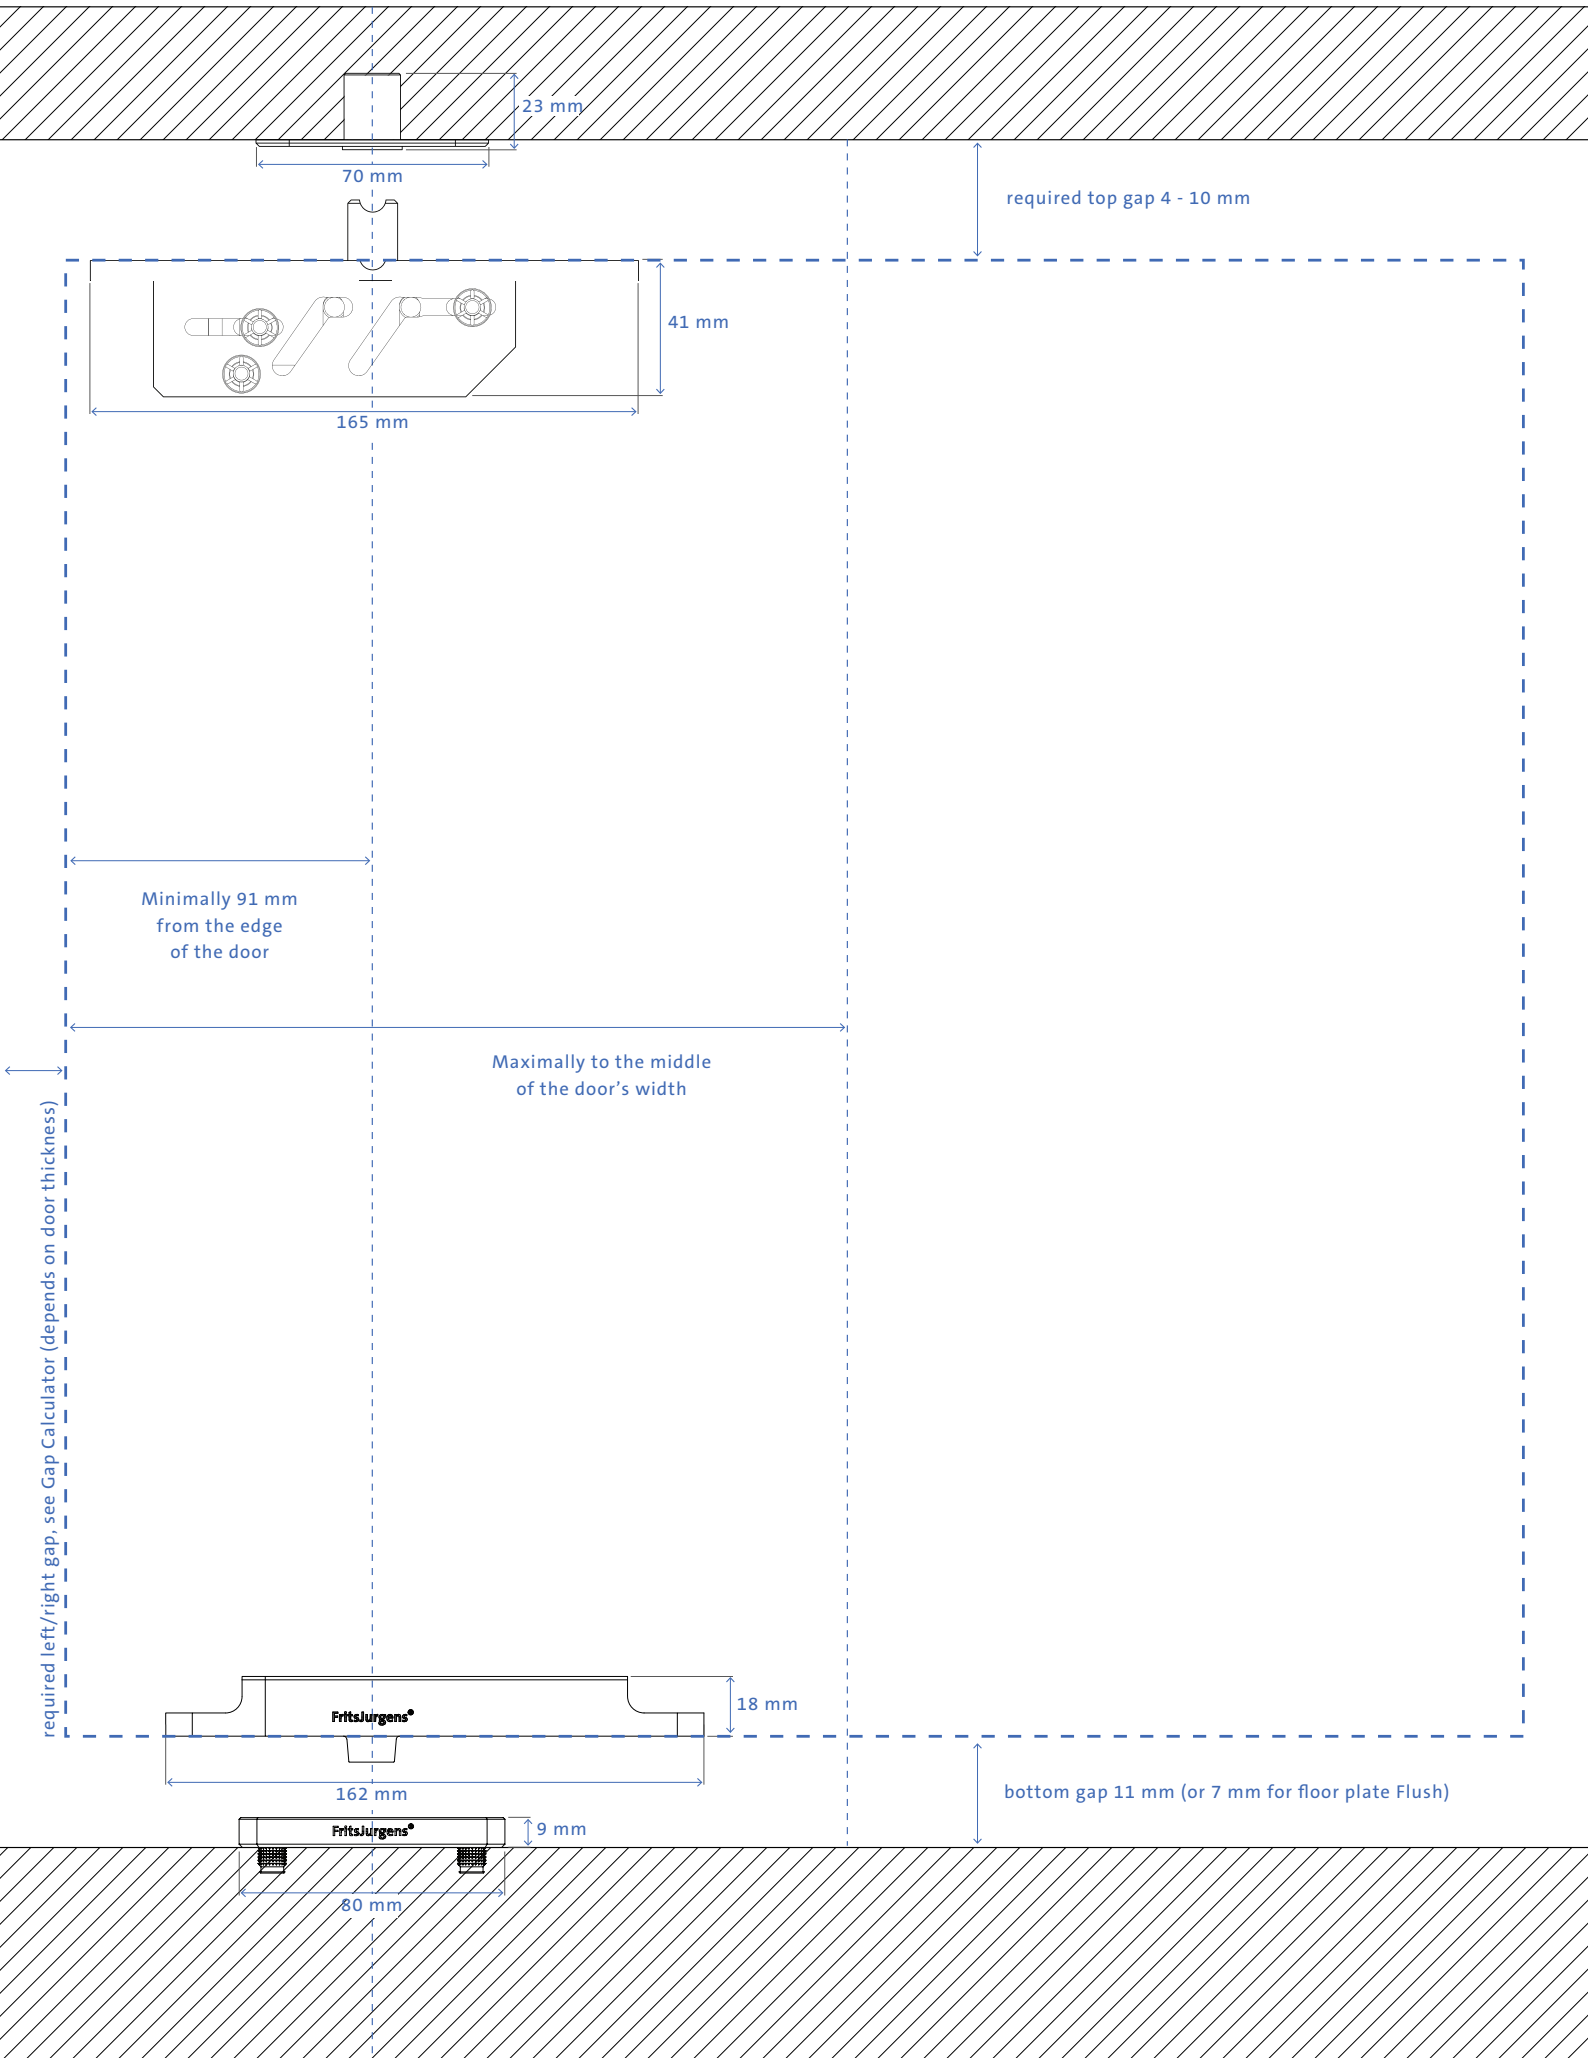 23 mm
70 mm
required top gap 4 - 10 mm
41 mm
165 mm
Minimally 91 mm
from the edge
of the door
Maximally to the middle
of the door’s width
required left/right gap, see Gap Calculator (depends on door thickness)
18 mm
FritsJurgens®
162 mm
bottom gap 11 mm (or 7 mm for floor plate Flush)
FritsJurgens®
9 mm
80 mm